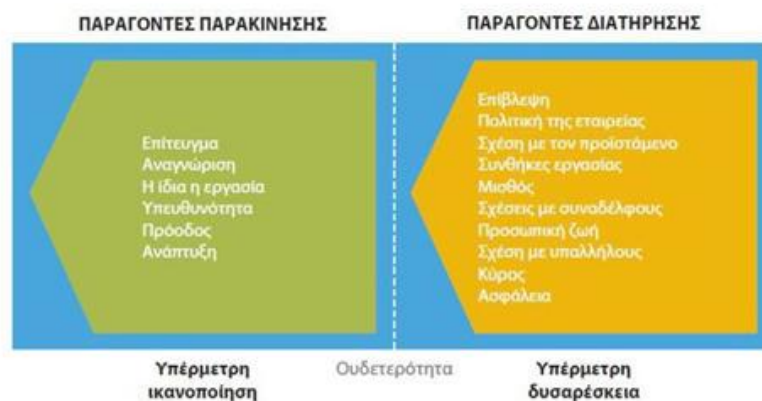 ΠΑΡΑΓΟΝΤΕΣ ΠΑΡΑΚΙΝΗΣΗΣ
ΠΑΡΑΓΟΝΤΕΣ ΔΙΑΤΗΡΗΣΗΣ
Επίτευγμα
Αναγνώριση
Η ίδια η εργασία
Υπευθυνότητα
Πρόοδος
Ανάπτυξη
Επίβλεψη
Πολιτική της εταιρείας
Σχέση με τον προϊστάμενο
Συνθήκες εργασίας
Μισθός
Σχέσεις με συναδέλφους
Προσωπική ζωή
Σχέση με υπαλλήλους
Κύρος
Ασφάλεια
Υπέρμετρη
ικανοποίηση
Ουδετερότητα
Υπέρμετρη
δυσαρέσκεια